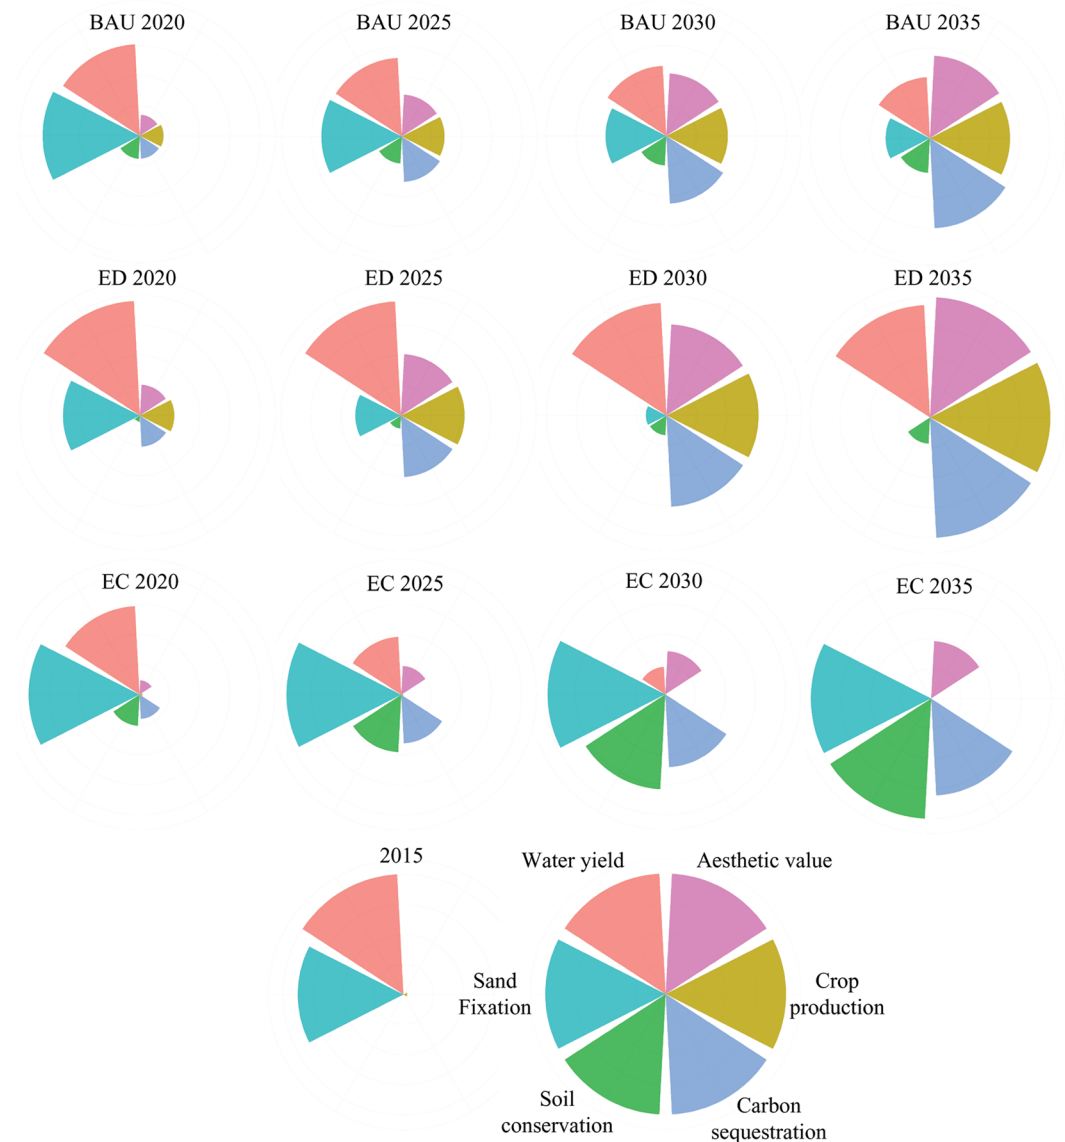 BAU 2020
BAU 2025
BAU 2030
BAU 2035
ED 2020
ED 2025
ED 2030
ED 2035
EC 2020
EC 2025
EC 2030
EC 2035
2015
Water yield
Aesthetic value
Sand
Fixation
Crop
production
Soil
conservation
Carbon
sequestration